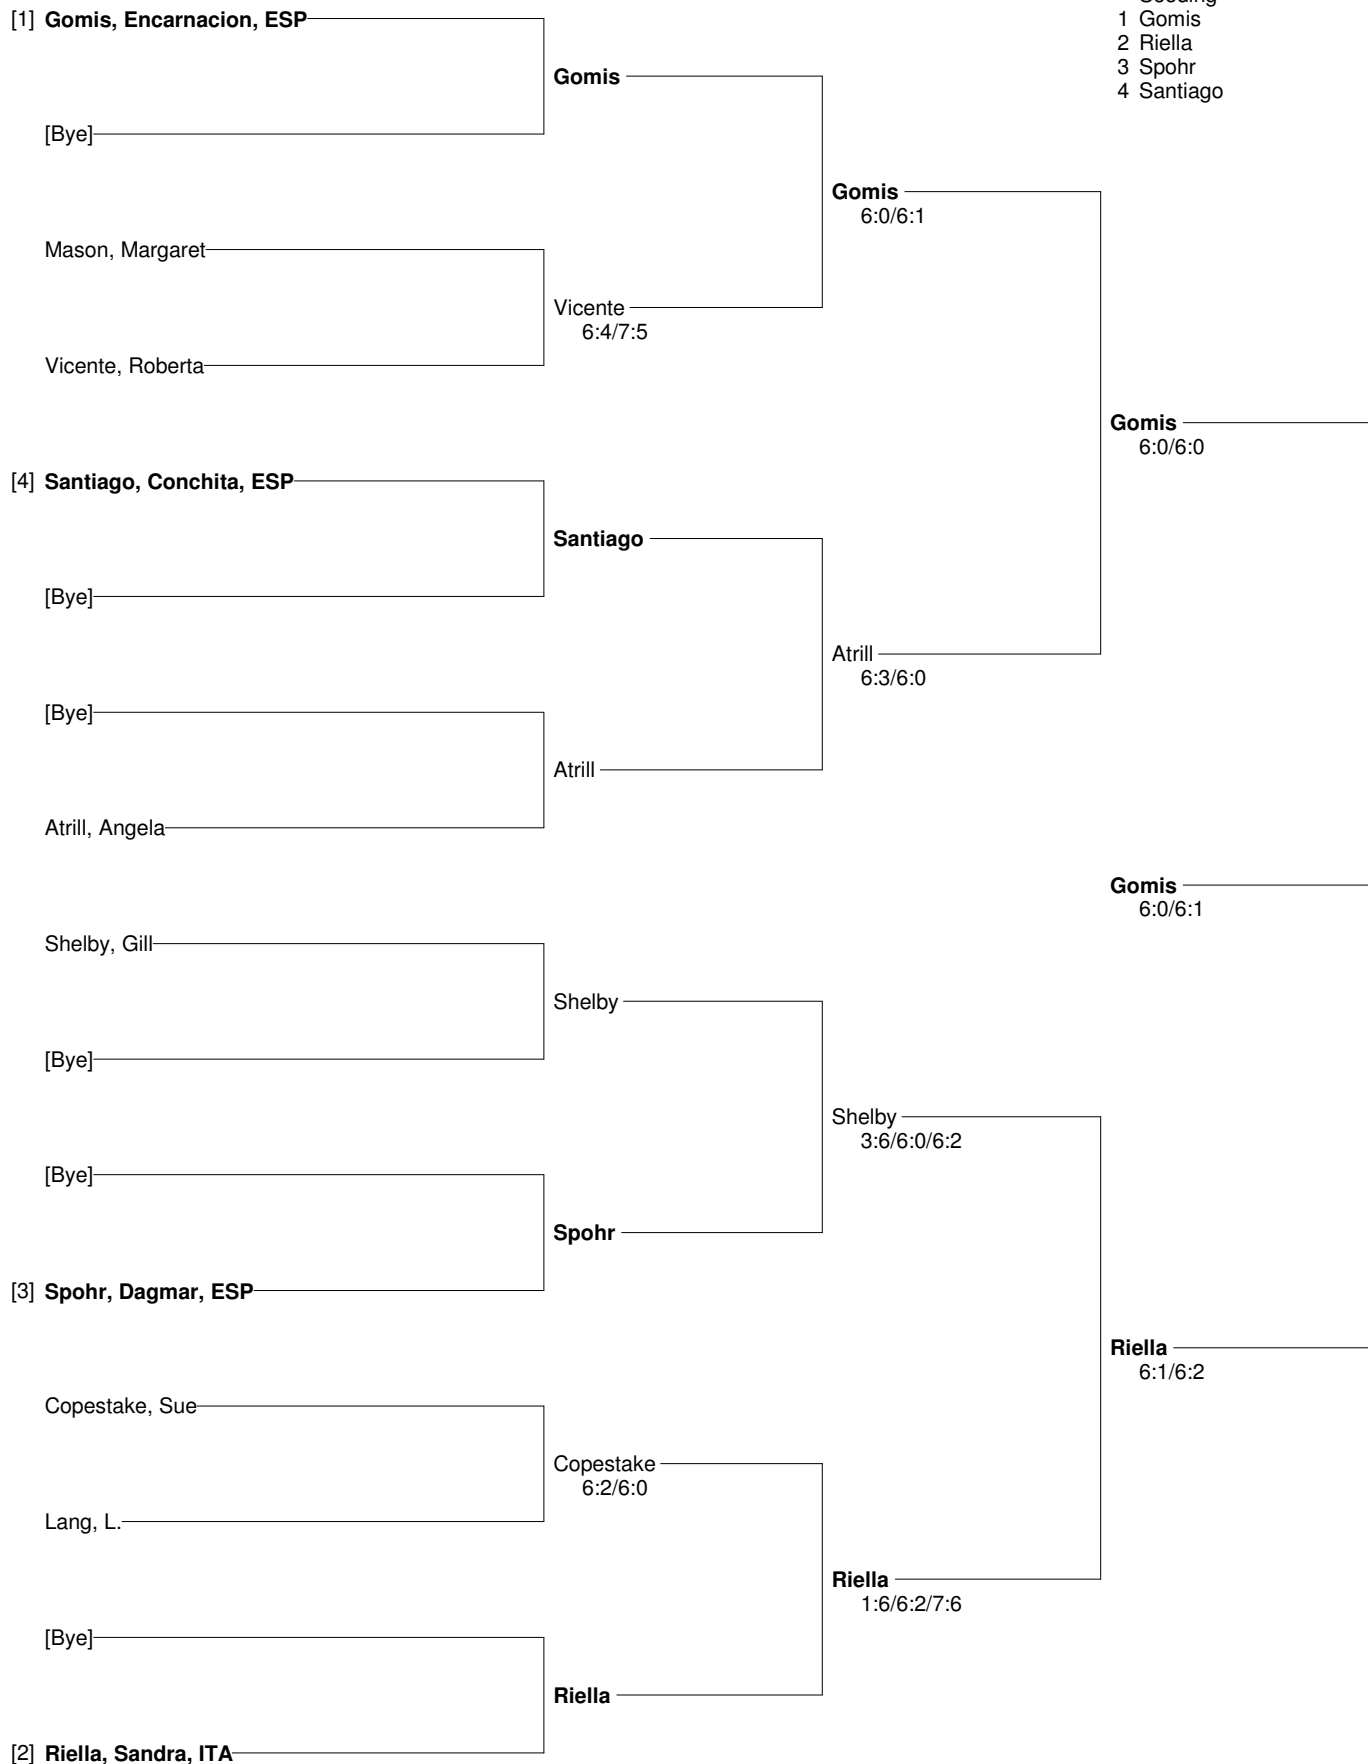 Seeding
[1] Gomis, Encarnacion, ESP
1 Gomis
2 Riella
3 Spohr
4 Santiago
Gomis
[Bye]
Gomis
6:0/6:1
Mason, Margaret
Vicente
6:4/7:5
Vicente, Roberta
Gomis
6:0/6:0
[4] Santiago, Conchita, ESP
Santiago
[Bye]
Atrill
6:3/6:0
[Bye]
Atrill
Atrill, Angela
Gomis
6:0/6:1
Shelby, Gill
Shelby
[Bye]
Shelby
3:6/6:0/6:2
[Bye]
Spohr
[3] Spohr, Dagmar, ESP
Riella
6:1/6:2
Copestake, Sue
Copestake
6:2/6:0
Lang, L.
Riella
1:6/6:2/7:6
[Bye]
Riella
[2] Riella, Sandra, ITA